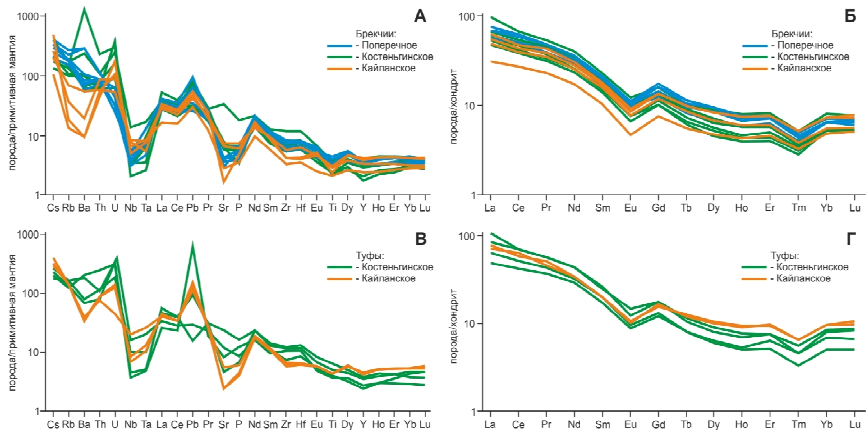 А
Брекчии:
- Поперечное
- Костеньгинское
- Кайланское
порода/примитивная мантия
1000
100
10
1
Cs Rb Ba Th U Nb Ta La Ce Pb Pr Sr P Nd Sm Zr Hf Eu Ti Dy Y Ho Er Yb Lu
Б
Брекчии:
- Поперечное
- Костеньгинское
- Кайланское
порода/хондрит
100
10
1
La Ce Pr Nd Sm Eu Gd Tb Dy Ho Er Tm Yb Lu
В
Туфы:
- Костеньгинское
- Кайланское
порода/примитивная мантия
1000
100
10
1
Cs Rb Ba Th U Nb Ta La Ce Pb Pr Sr P Nd Sm Zr Hf Eu Ti Dy Y Ho Er Yb Lu
Г
Туфы:
- Костеньгинское
- Кайланское
порода/хондрит
100
10
1
La Ce Pr Nd Sm Eu Gd Tb Dy Ho Er Tm Yb Lu